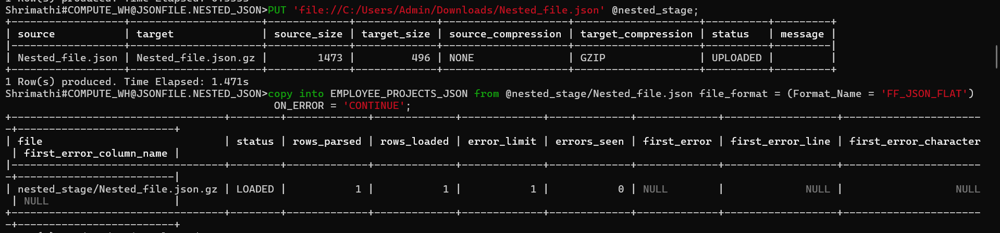 Shrimathi#COMPUTE_WH@JSONFILE.NESTED_JSON>PUT 'file://C:/Users/Admin/Downloads/Nested_file.json' @nested_stage;
+------------------+---------------------+-------------+-------------+--------------------+--------------------+----------+---------+
| source           | target              | source_size | target_size | source_compression | target_compression | status   | message |
|------------------+---------------------+-------------+-------------+--------------------+--------------------+----------+---------|
| Nested_file.json | Nested_file.json.gz |        1473 |         496 | NONE               | GZIP               | UPLOADED |         |
+------------------+---------------------+-------------+-------------+--------------------+--------------------+----------+---------+
1 Row(s) produced. Time Elapsed: 1.471s
Shrimathi#COMPUTE_WH@JSONFILE.NESTED_JSON>copy into EMPLOYEE_PROJECTS_JSON from @nested_stage/Nested_file.json file_format = (Format_Name = 'FF_JSON_FLAT')
                                           ON_ERROR = 'CONTINUE';
+----------------------------------+--------+-------------+-------------+-------------+-------------+-------------+------------------+----------------------
-+-------------------------+
| file                             | status | rows_parsed | rows_loaded | error_limit | errors_seen | first_error | first_error_line | first_error_character
 | first_error_column_name |
|----------------------------------+--------+-------------+-------------+-------------+-------------+-------------+------------------+----------------------
-+-------------------------|
| nested_stage/Nested_file.json.gz | LOADED |           1 |           1 |           1 |           0 | NULL        |             NULL |                  NULL
 | NULL                    |
+----------------------------------+--------+-------------+-------------+-------------+-------------+-------------+------------------+----------------------
-+-------------------------+